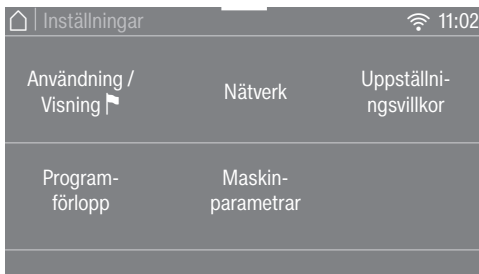 Inställningar
11:02
Användning /
Visning
Nätverk
Uppställni-
ngsvillkor
Program-
förlopp
Maskin-
parametrar